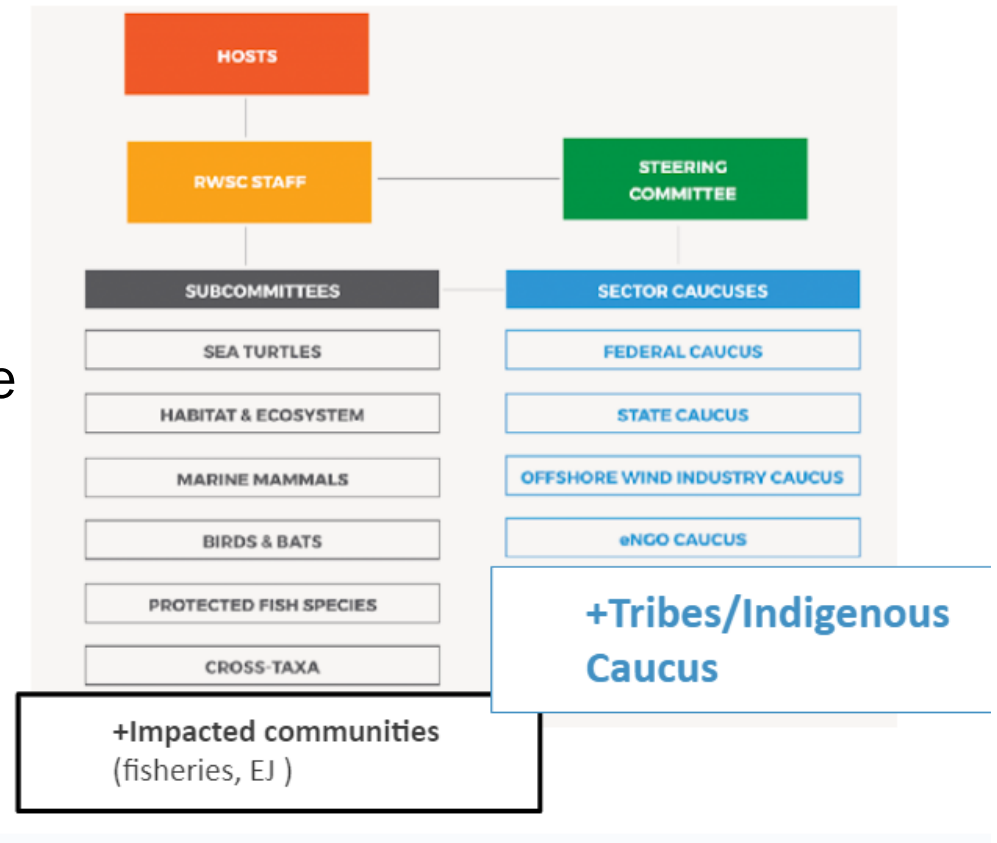 HOSTS
RWSC STAFF
STEERING
COMMITTEE
SUBCOMMITTEES
SEA TURTLES
HABITAT & ECOSYSTEM
MARINE MAMMALS
BIRDS & BATS
PROTECTED FISH SPECIES
CROSS-TAXA
+Impacted communities
(fisheries, EJ )
SECTOR CAUCUSES
FEDERAL CAUCUS
STATE CAUCUS
OFFSHORE WIND INDUSTRY CAUCUS
eNGO CAUCUS
+Tribes/Indigenous
Caucus
e